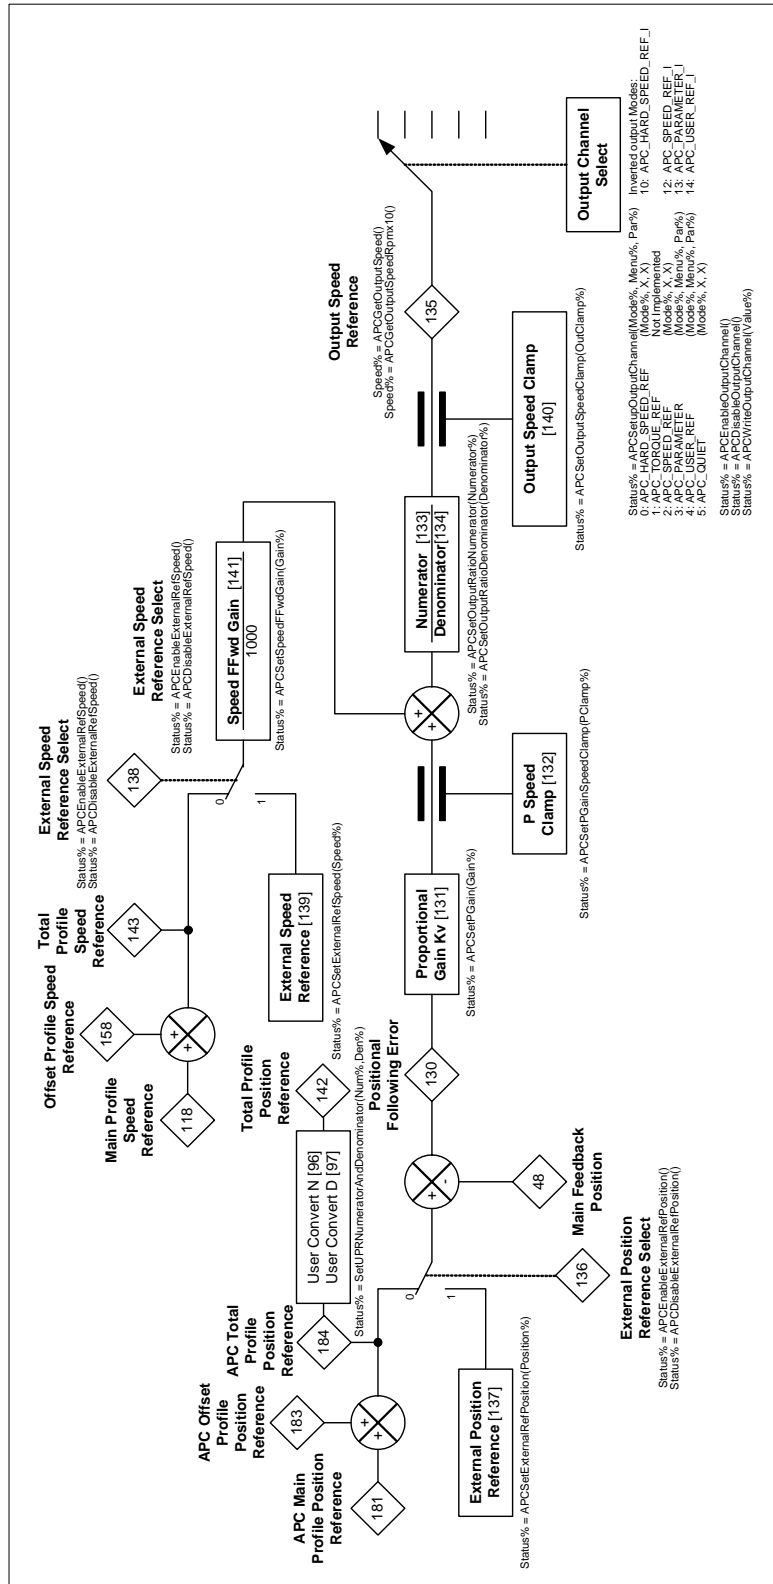 APC Main
Profile Position
Reference
181
APC Offset
Profile
Position
Reference
183
APC Total
Profile
Position
Reference
184
+
+
User Convert N [96]
User Convert D [97]
Status% = SetUPRNumeratorAndDenominator(Num%,Den%)
Total Profile
Position
Reference
142
External Position
Reference [137]
Status% = APCSetExternalRefPosition(Position%)
0
1
136
External Position
Reference Select
Status% = APCEnableExternalRefPosition()
Status% = APCDisableExternalRefPosition()
+
-
48
Main Feedback
Position
Positional
Following Error
130
Main Profile
Speed
Reference
118
Offset Profile Speed
Reference
158
+
+
Total
Profile
Speed
Reference
143
External Speed
Reference [139]
Status% = APCSetExternalRefSpeed(Speed%)
0
1
138
External Speed
Reference Select
Status% = APCEnableExternalRefSpeed()
Status% = APCDisableExternalRefSpeed()
External Speed
Reference Select
Status% = APCEnableExternalRefSpeed()
Status% = APCDisableExternalRefSpeed()
Speed FFwd Gain [141]
1000
Status% = APCSetSpeedFFwdGain(Gain%)
Proportional
Gain Kv [131]
Status% = APCSetPGain(Gain%)
P Speed
Clamp [132]
Status% = APCSetPGainSpeedClamp(PClamp%)
+
+
Numerator [133]
Denominator[134]
Status% = APCSetOutputRatioNumerator(Numerator%)
Status% = APCSetOutputRatioDenominator(Denominator%)
Output Speed Clamp
[140]
Status% = APCSetOutputSpeedClamp(OutClamp%)
Output Speed
Reference
Speed% = APCGetOutputSpeed()
Speed% = APCGetOutputSpeedRpmx10()
135
Output Channel
Select
Status% = APCSetupOutputChannel(Mode%, Menu%, Par%) Inverted output Modes:
0: APC_HARD_SPEED_REF (Mode%, X, X) 10: APC_HARD_SPEED_REF_I
1: APC_TORQUE_REF Not Implemented
2: APC_SPEED_REF (Mode%, X, X) 12: APC_SPEED_REF_I
3: APC_PARAMETER (Mode%, Menu%, Par%) 13: APC_PARAMETER_I
4: APC_USER_REF (Mode%, Menu%, Par%) 14: APC_USER_REF_I
5: APC_QUIET (Mode%, X, X)
Status% = APCEnableOutputChannel()
Status% = APCDisableOutputChannel()
Status% = APCWriteOutputChannel(Value%)